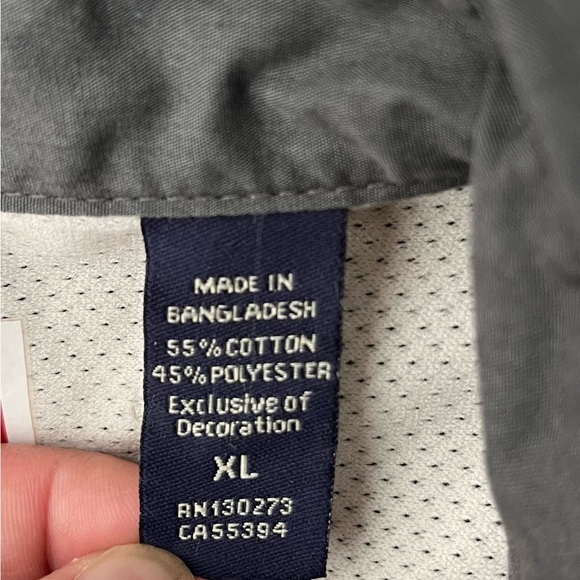 MADE IN
BANGLADESH
55% COTTON
45% POLYESTER
Exclusive of
Decoration
XL
RN130273
CA55394